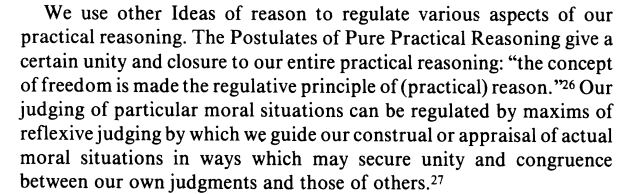 We use other Ideas of reason to regulate various aspects of our
practical reasoning. The Postulates of Pure Practical Reasoning give a
certain unity and closure to our entire practical reasoning: “the concept
of freedom is made the regulative principle of (practical) reason.”26 Our
judging of particular moral situations can be regulated by maxims of
reflexive judging by which we guide our construal or appraisal of actual
moral situations in ways which may secure unity and congruence
between our own judgments and those of others.27